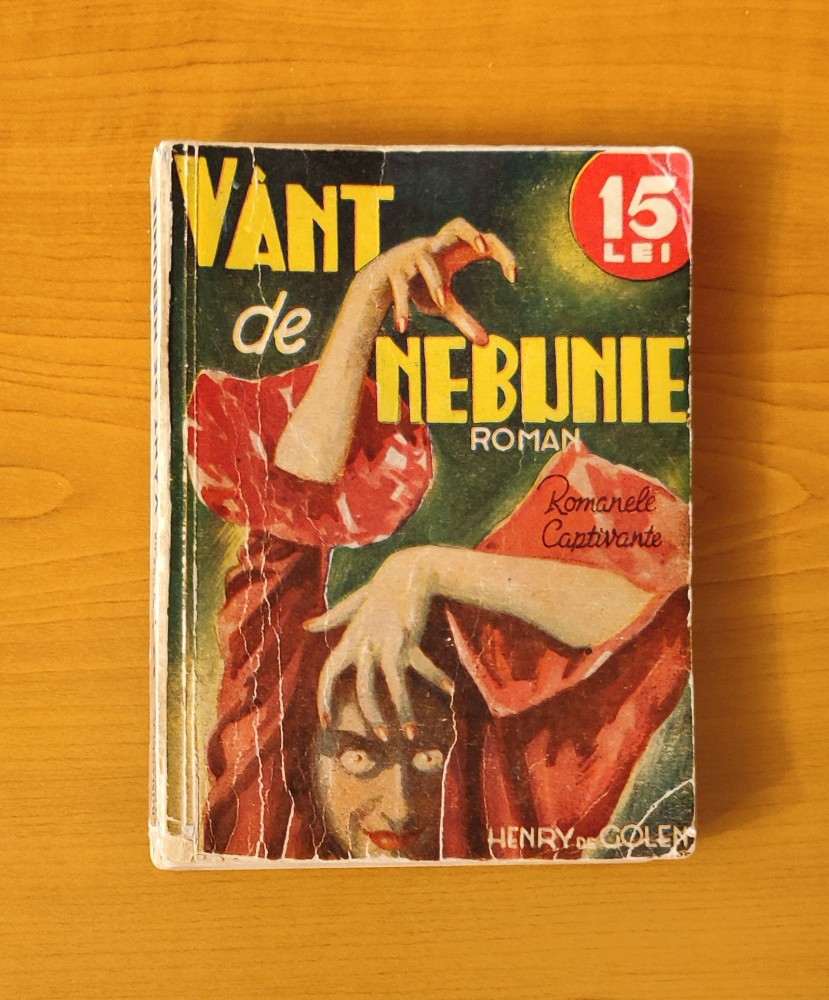 VÂNT
15
LEI
de
NEBUNIE
ROMAN
Romanele
Captivante
HENRY DE GOLEN